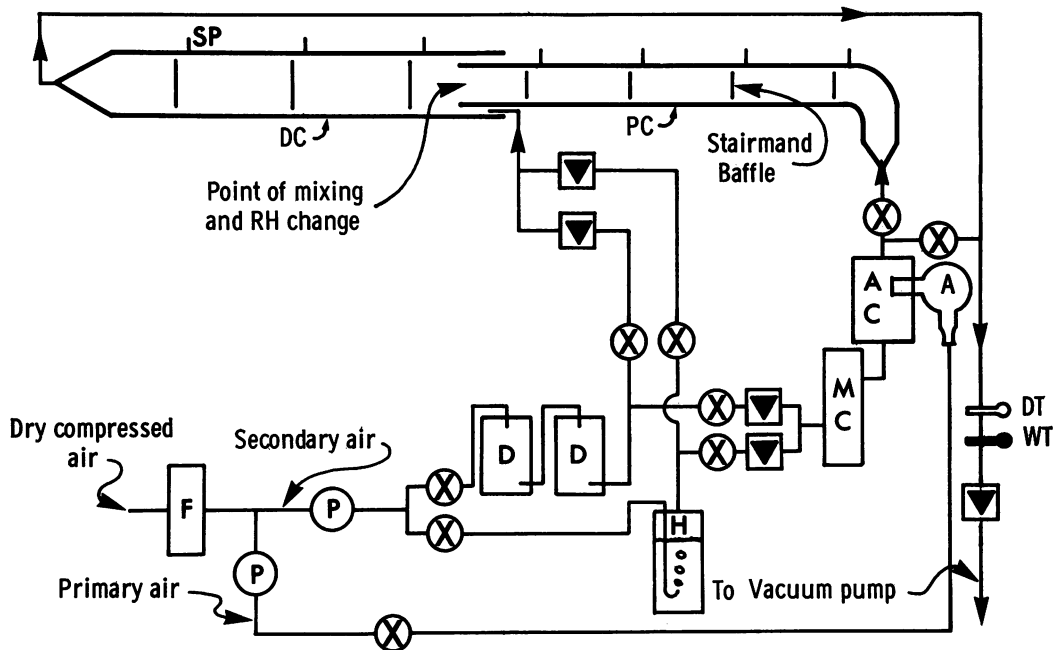 SP
DC
PC
Stairmand
Baffle
Point of mixing
and RH change
X
X
A
C
A
X
X
M
C
DT
WT
Dry compressed
air
Secondary air
F
P
X
D
D
X
X
X
H
P
Primary air
X
To Vacuum pump